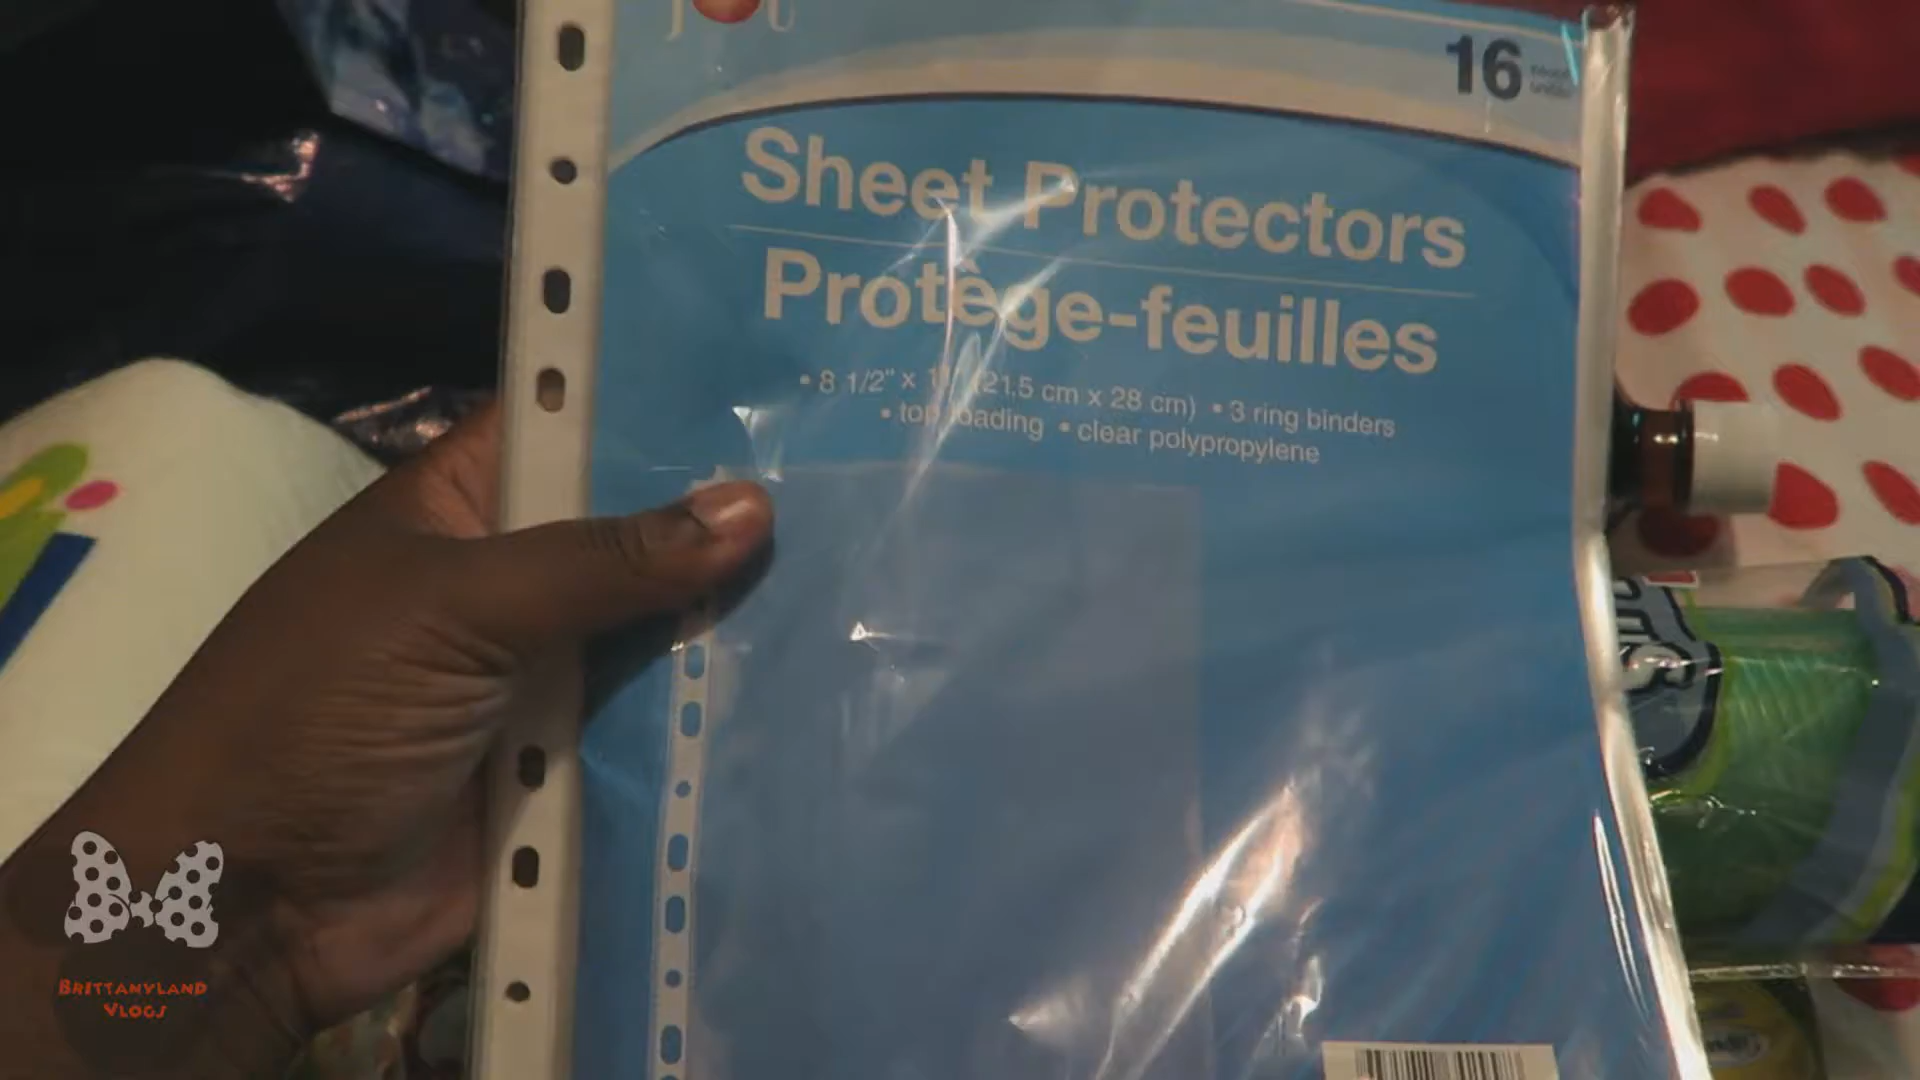 16
Sheet Protectors
Protège-feuilles
• 8 1/2" x 11" (21.5 cm x 28 cm) • 3 ring binders
• top loading • clear polypropylene
Brittanyland
Vlogs